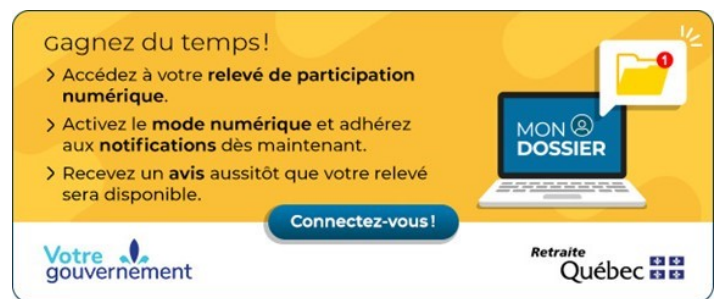 Gagnez du temps!
> Accédez à votre relevé de participation
numérique.
> Activez le mode numérique et adhérez
aux notifications dès maintenant.
> Recevez un avis aussitôt que votre relevé
sera disponible.
1
MON
DOSSIER
Connectez-vous!
Votre
gouvernement
Retraite
Québec